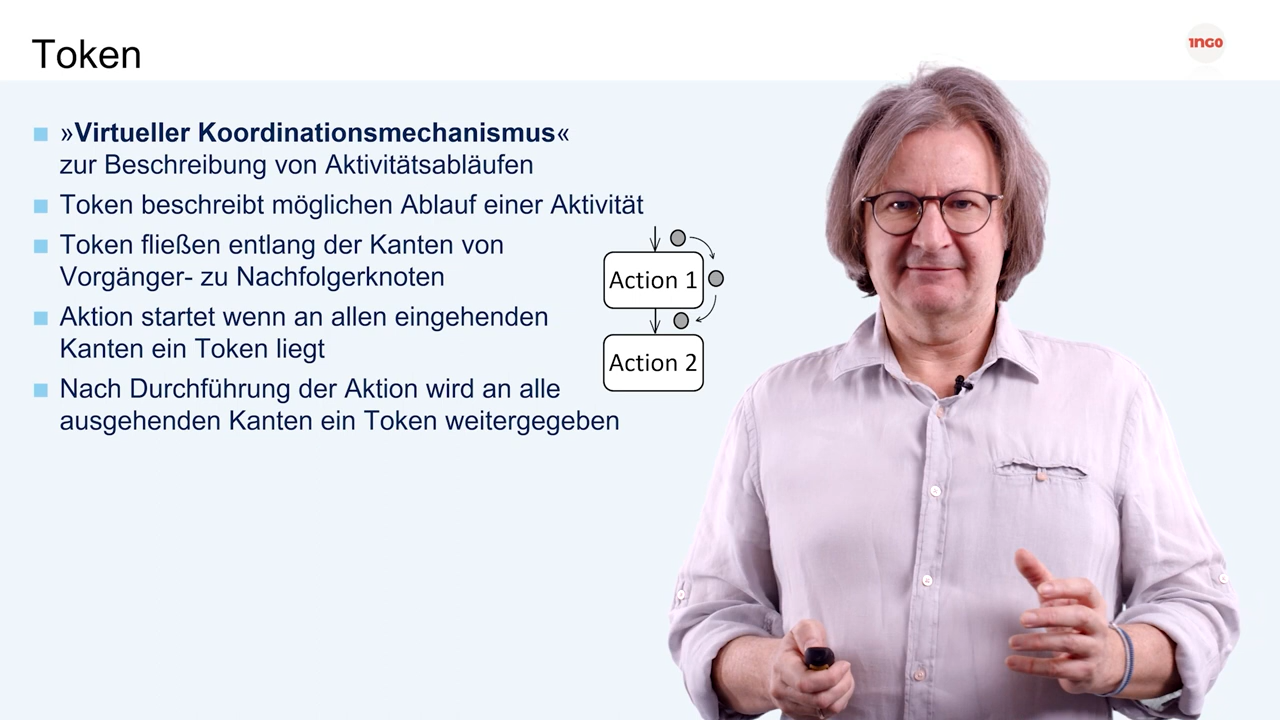 Token
1NGO
»Virtueller Koordinationsmechanismus«
zur Beschreibung von Aktivitätsabläufen
Token beschreibt möglichen Ablauf einer Aktivität
Token fließen entlang der Kanten von
Vorgänger- zu Nachfolgerknoten
Aktion startet wenn an allen eingehenden
Kanten ein Token liegt
Nach Durchführung der Aktion wird an alle
ausgehenden Kanten ein Token weitergegeben
Action 1
Action 2